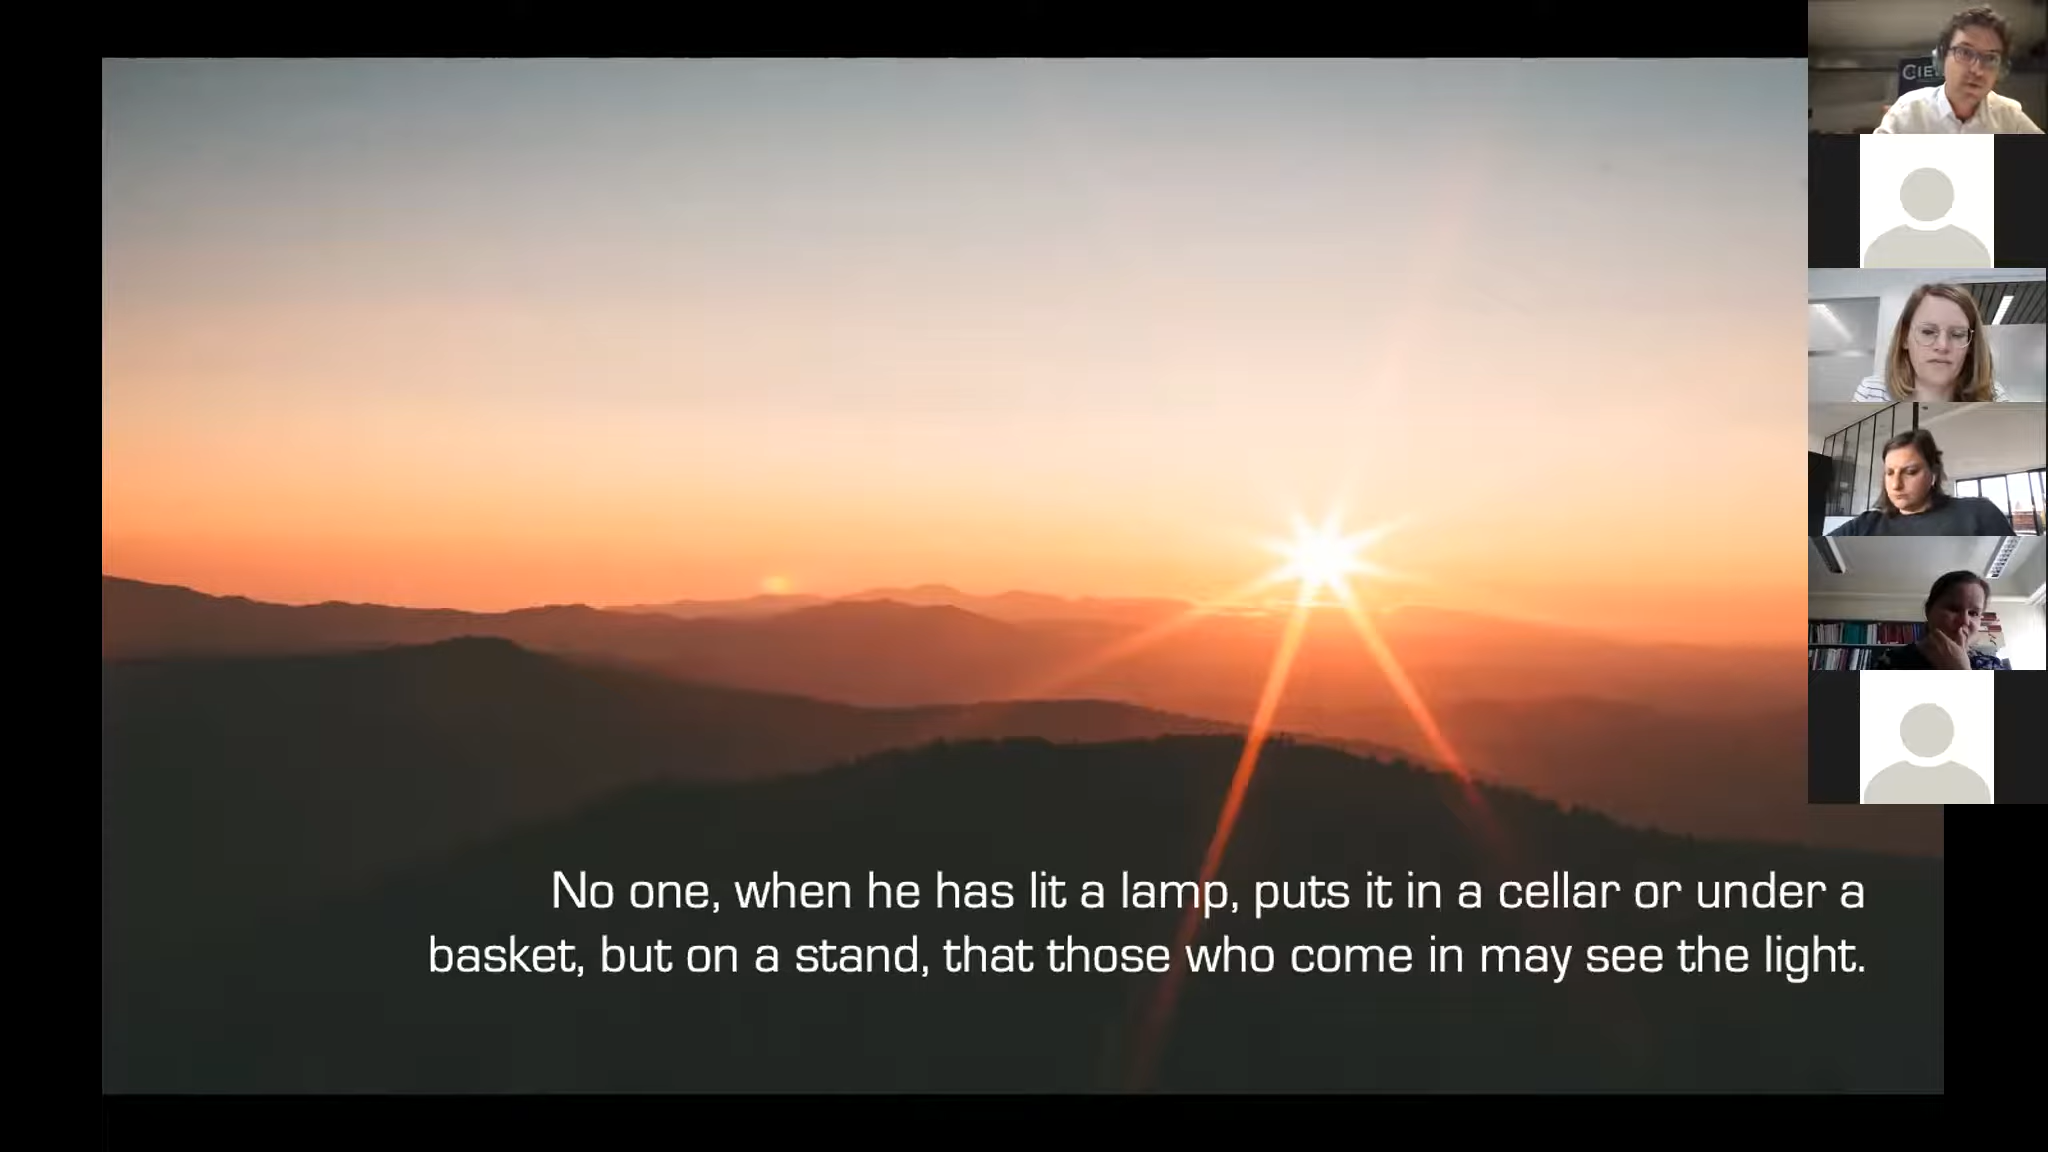 No one, when he has lit a lamp, puts it in a cellar or under a
basket, but on a stand, that those who come in may see the light.